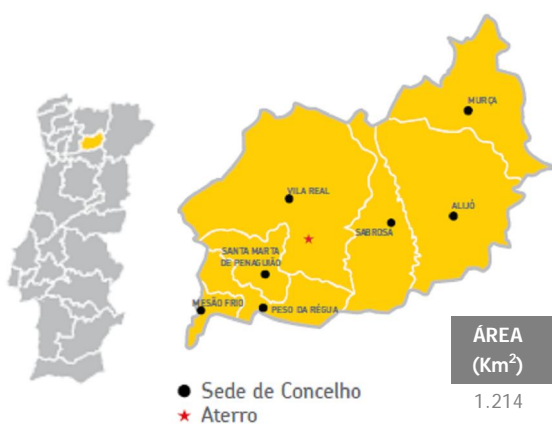 MURÇA
VILA REAL
ALIJÓ
SABROSA
SANTA MARTA
DE PENAGUIÃO
MESÃO FRIO
PESO DA RÉGUA
ÁREA
(Km²)
1.214
Sede de Concelho
Aterro